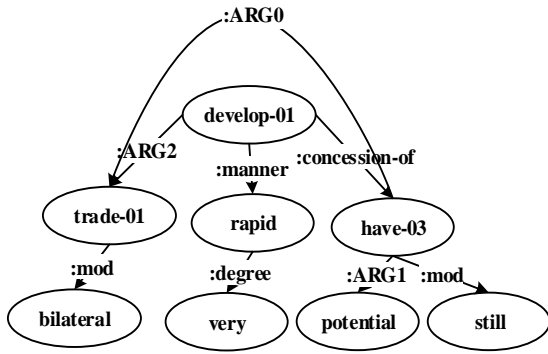 :ARG0
develop-01
:ARG2
:manner
:concession-of
trade-01
rapid
have-03
:mod
:degree
:ARG1
:mod
bilateral
very
potential
still